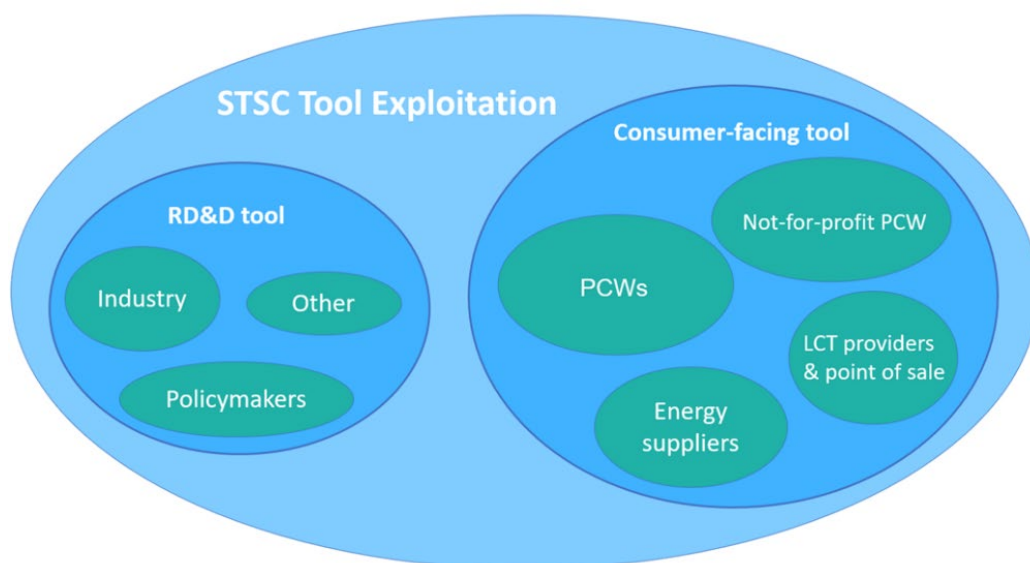 STSC Tool Exploitation
RD&D tool
Industry
Other
Policymakers
Consumer-facing tool
Not-for-profit PCW
PCWs
LCT providers
& point of sale
Energy
suppliers